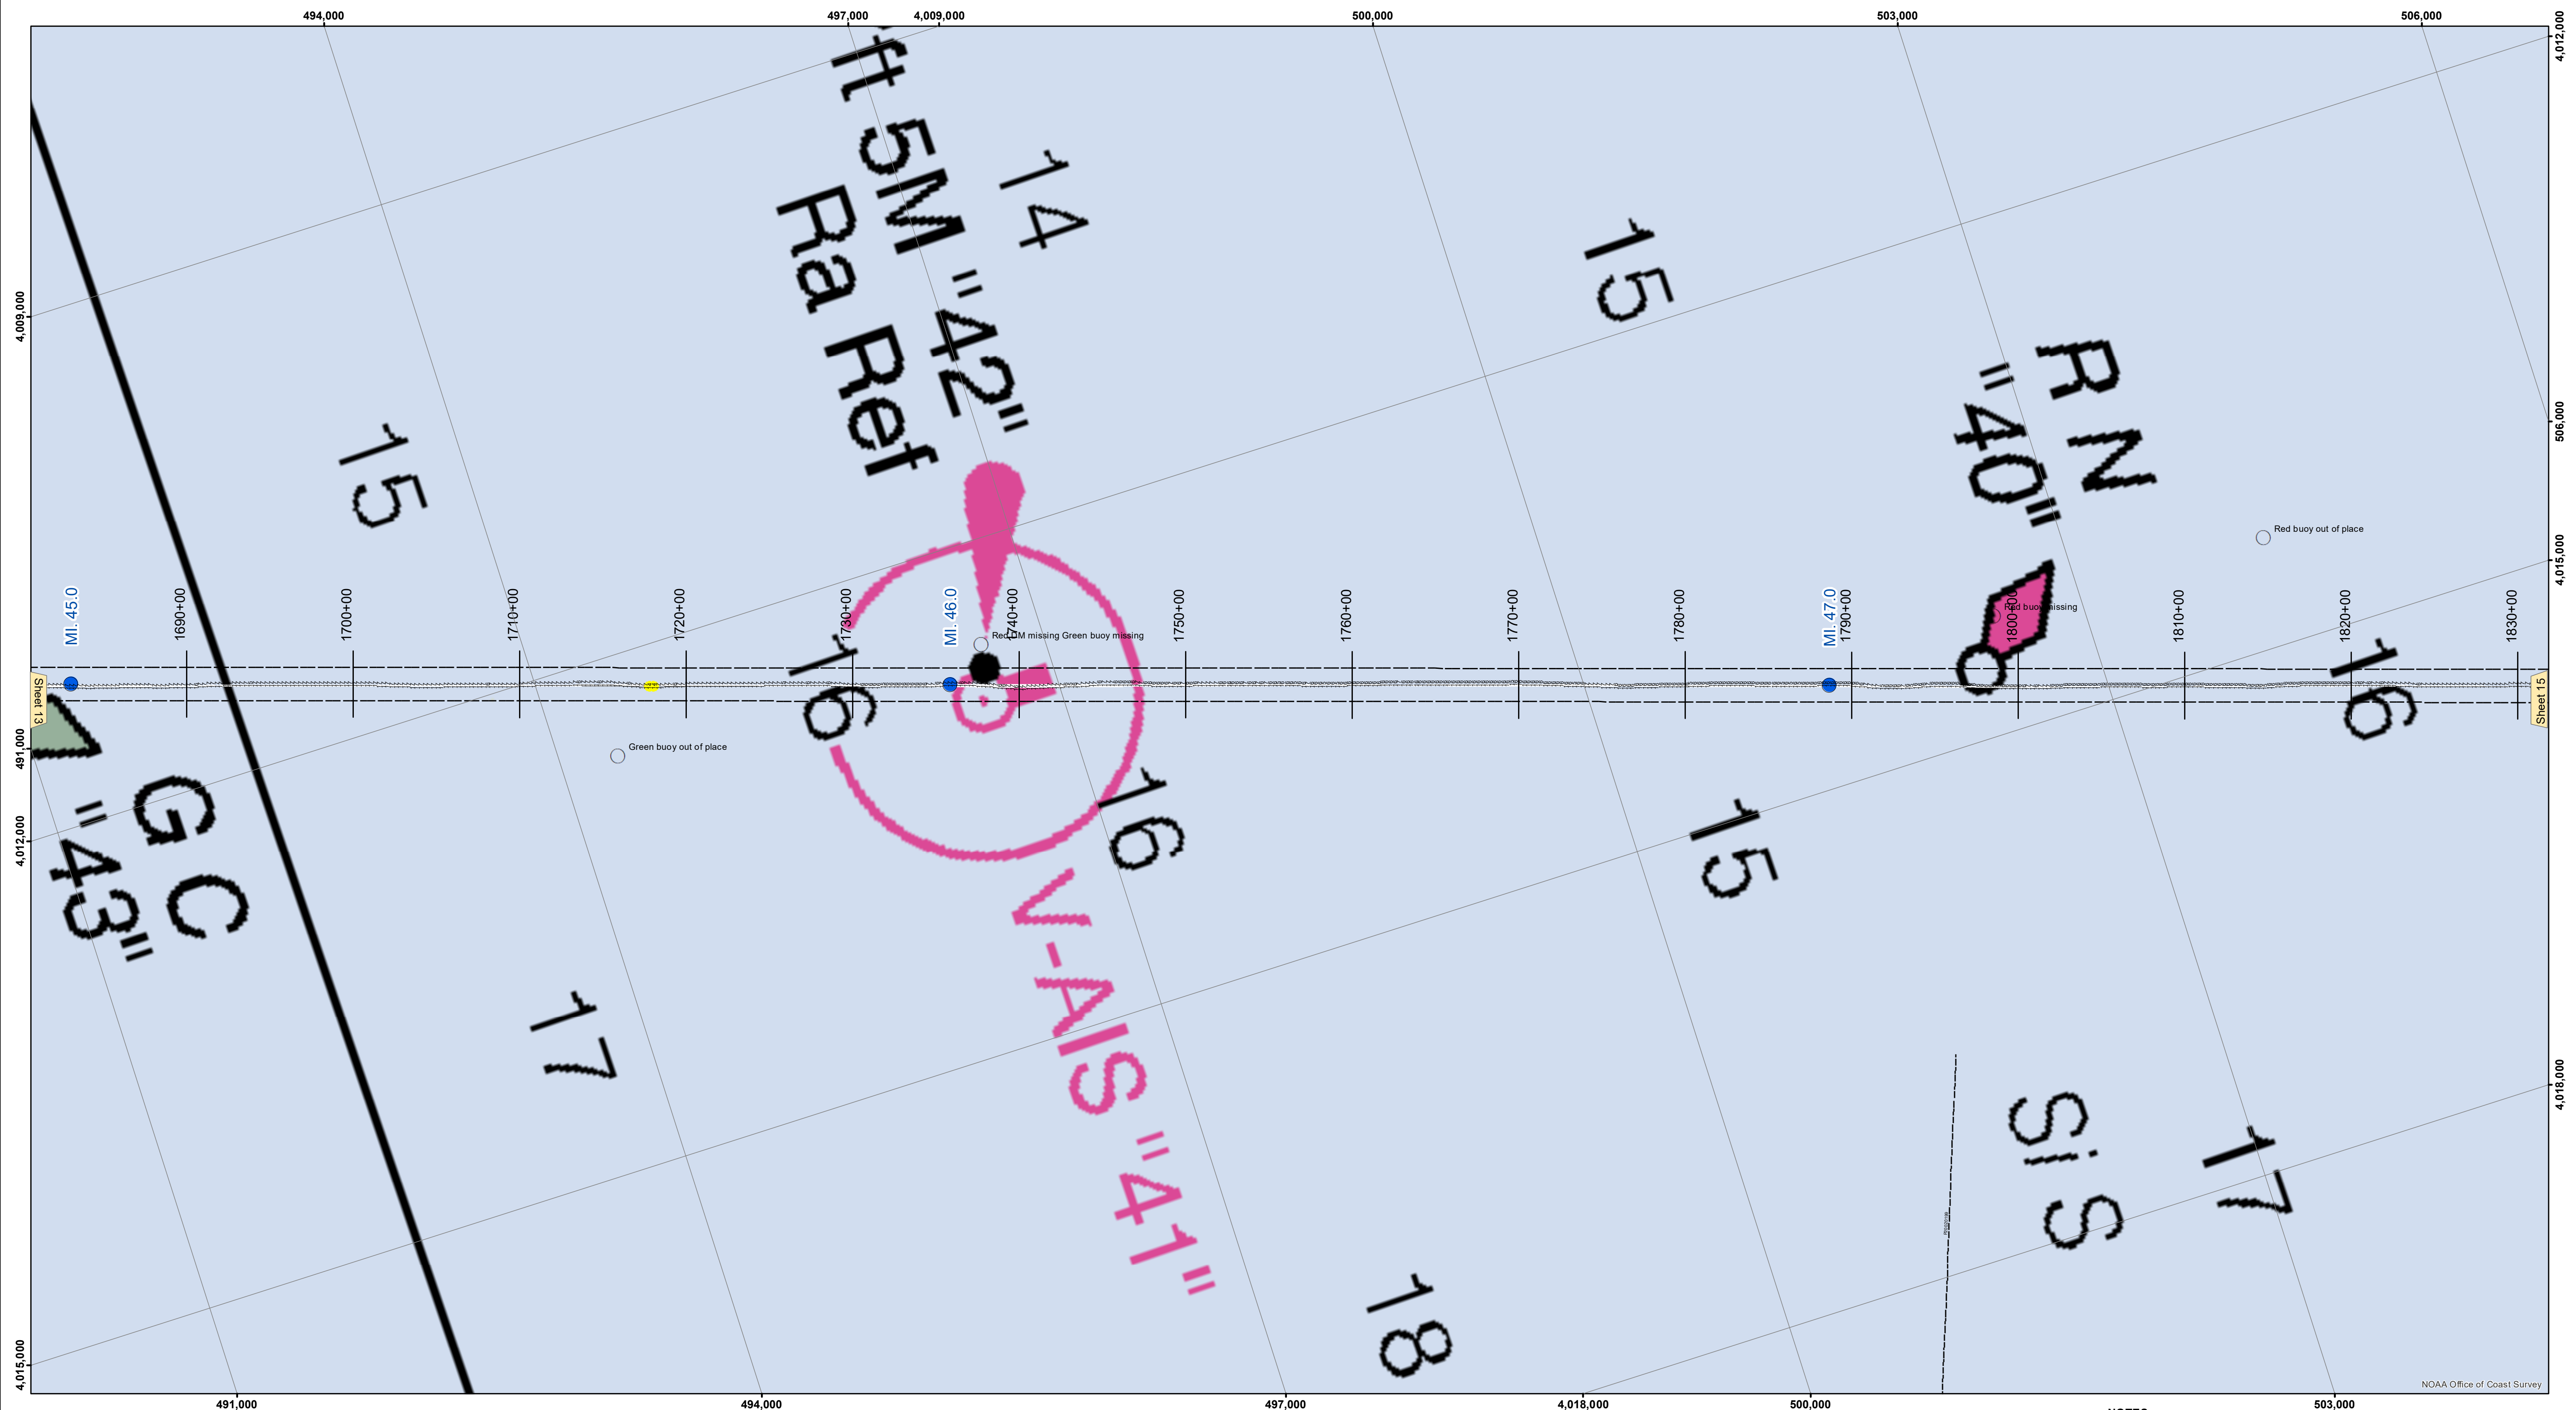 494,000
497,000
4,009,000
500,000
503,000
506,000
4,012,000
4,009,000
506,000
4,015,000
491,000
4,012,000
4,018,000
4,015,000
491,000
494,000
497,000
4,018,000
500,000
503,000
ft 5M "42"
Ra Ref
14
15
15
R N
"40"
Red buoy out of place
Red buoy missing
Red DM missing Green buoy missing
MI. 45.0
1690+00
1700+00
1710+00
1720+00
1730+00
MI. 46.0
1740+00
1750+00
1760+00
1770+00
1780+00
MI. 47.0
1790+00
1800+00
1810+00
1820+00
1830+00
Sheet 13
Sheet 15
16
16
Green buoy out of place
16
15
G C
"43"
17
V-AIS "41"
18
S i S
17
NOAA Office of Coast Survey